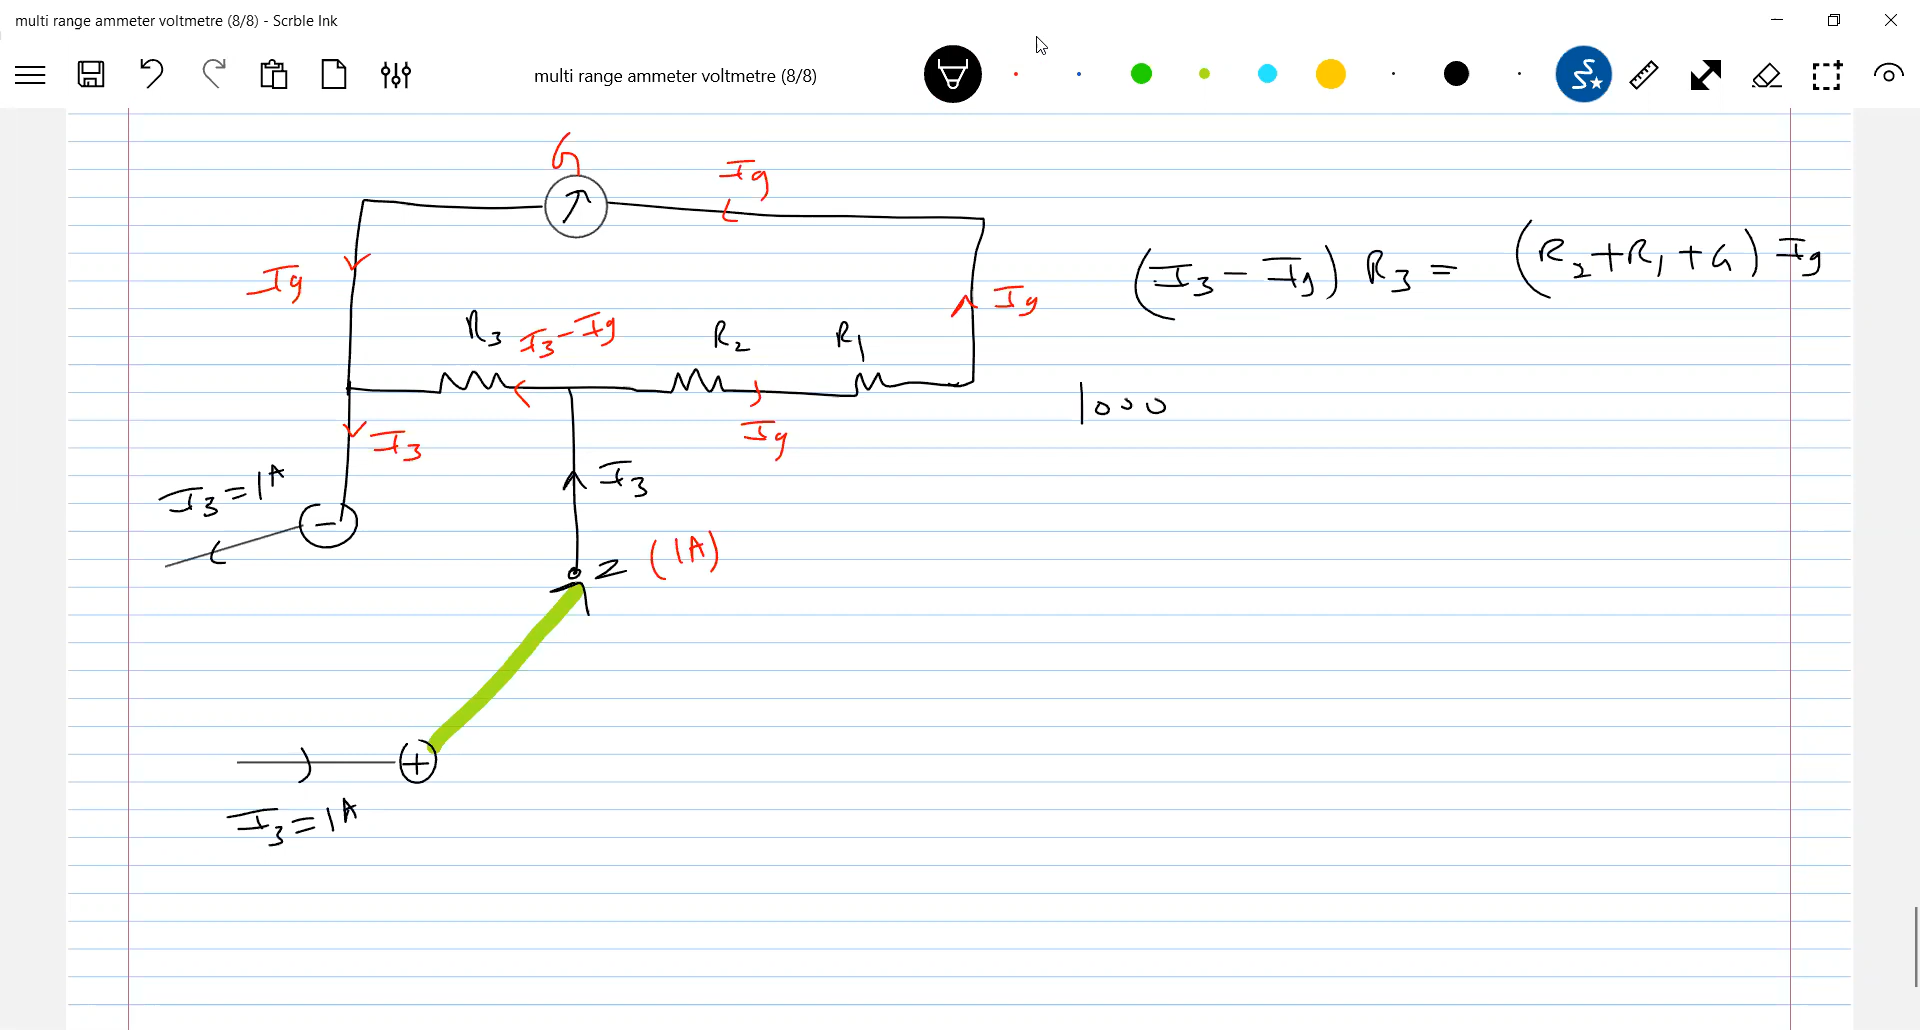 multi range ammeter voltmetre (8/8) - Scrble Ink
multi range ammeter voltmetre (8/8)
G
Ig
Ig
Ig
(I3 - Ig) R3 = (R2 + R1 + G) Ig
R3
I3 - Ig
R2
R1
Ig
1000
I3
I3 = 1A
I3
−
2 (1A)
+
I3 = 1A